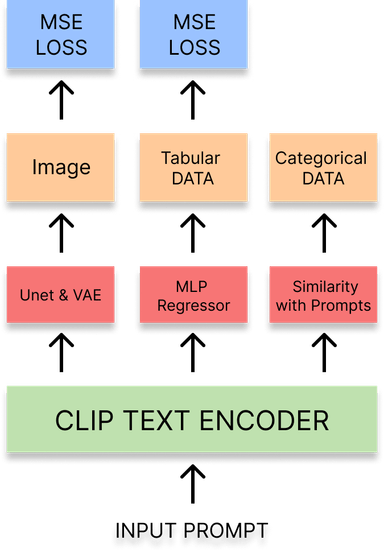 MSE
LOSS
MSE
LOSS
Image
Tabular
DATA
Categorical
DATA
Unet & VAE
MLP
Regressor
Similarity
with Prompts
CLIP TEXT ENCODER
INPUT PROMPT